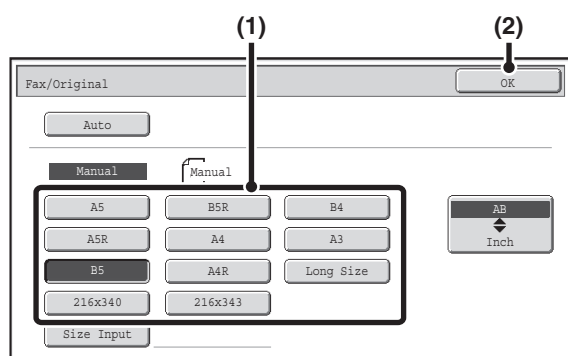 (1) (2)
Fax/Original OK
Auto
Manual Manual
A5 B5R B4
A5R A4 A3
B5 A4R Long Size
216x340 216x343
Size Input
AB
Inch